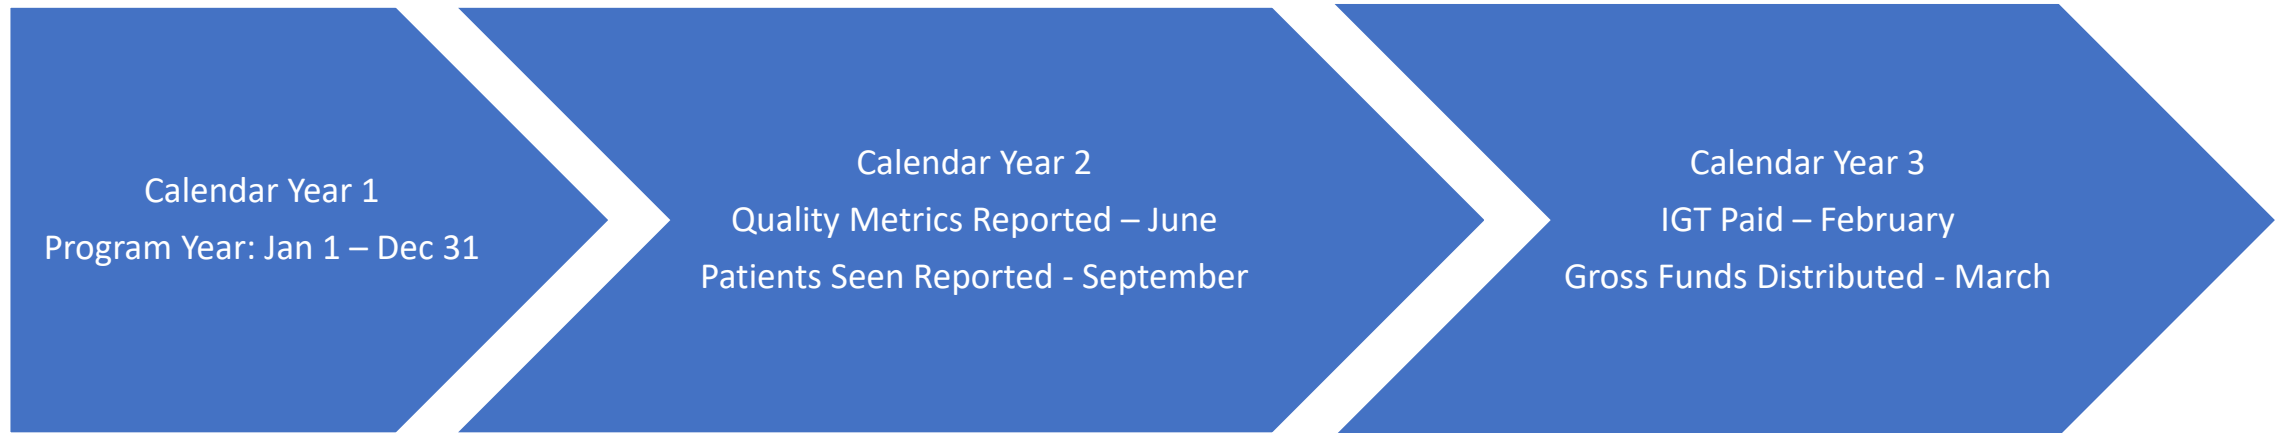 Calendar Year 1
Program Year: Jan 1 – Dec 31
Calendar Year 2
Quality Metrics Reported – June
Patients Seen Reported - September
Calendar Year 3
IGT Paid – February
Gross Funds Distributed - March